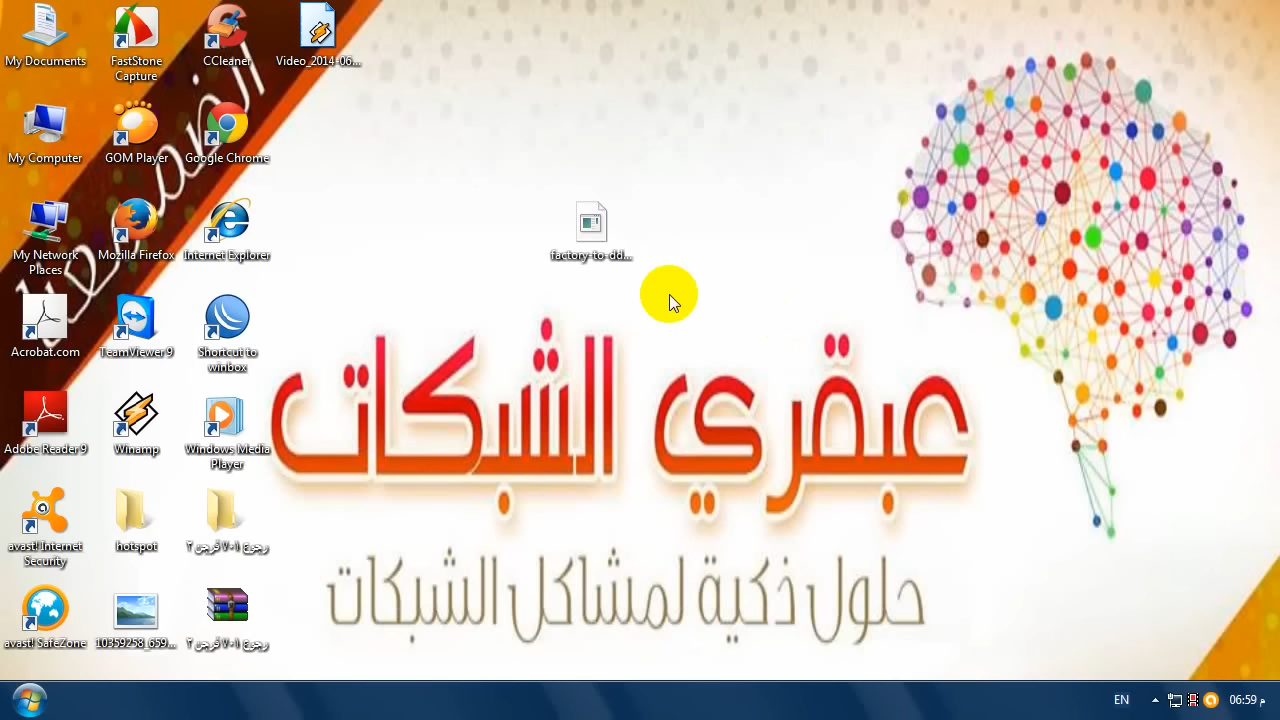 My Documents
FastStone Capture
CCleaner
Video_2014-06...
My Computer
GOM Player
Google Chrome
My Network Places
Mozilla Firefox
Internet Explorer
factory-to-dd...
Acrobat.com
TeamViewer 9
Shortcut to winbox
Adobe Reader 9
Winamp
Windows Media Player
avast! Internet Security
hotspot
avast! SafeZone
10359258_659...
عبقري الشبكات
حلول ذكية لمشاكل الشبكات
EN
06:59 م